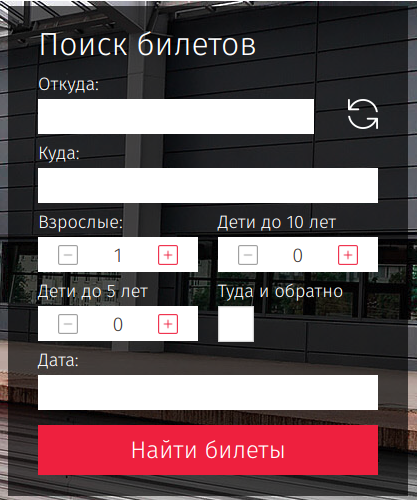 Поиск билетов
Откуда:
Куда:
Взрослые: Дети до 10 лет
1 0
Дети до 5 лет Туда и обратно
0
Дата:
Найти билеты